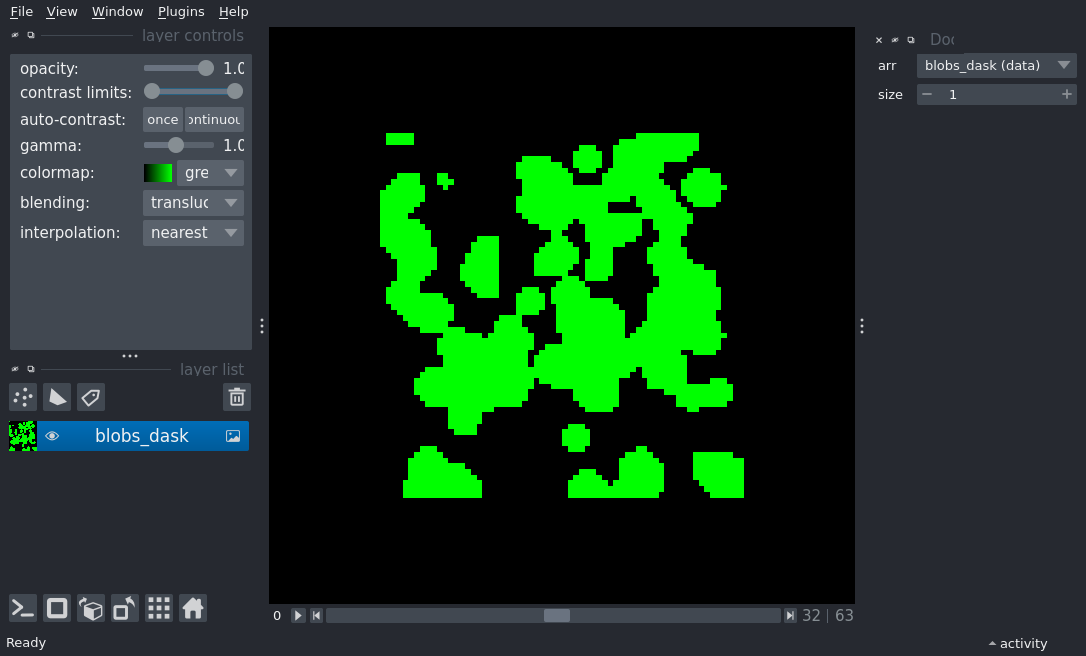 File View Window Plugins Help
layer controls
opacity: 1.0
contrast limits:
auto-contrast: once ontinuou
gamma: 1.0
colormap: gre
blending: transluc
interpolation: nearest
layer list
blobs_dask
Ready
0 32 | 63
Doc
arr blobs_dask (data)
size − 1 +
activity